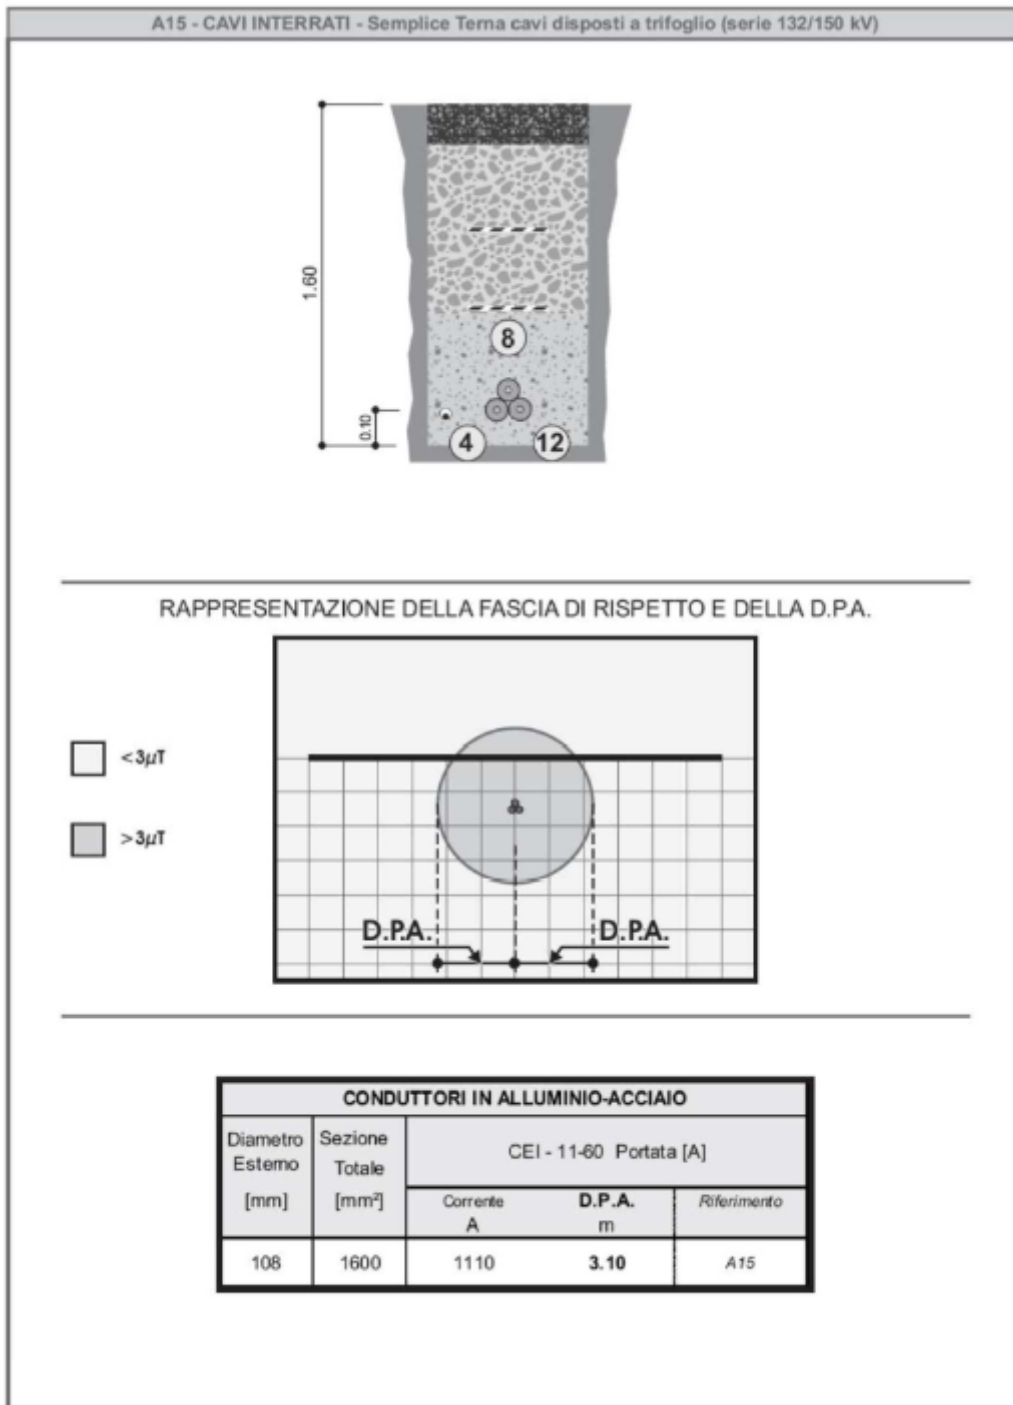 A15 - CAVI INTERRATI - Semplice Terna cavi disposti a trifoglio (serie 132/150 kV)
1.60
0.10
8
4
12
RAPPRESENTAZIONE DELLA FASCIA DI RISPETTO E DELLA D.P.A.
<3µT
>3µT
D.P.A.
D.P.A.
CONDUTTORI IN ALLUMINIO-ACCIAIO
Diametro Esterno [mm]
Sezione Totale [mm²]
CEI - 11-60 Portata [A]
Corrente A
D.P.A. m
Riferimento
108 1600 1110 3.10 A15